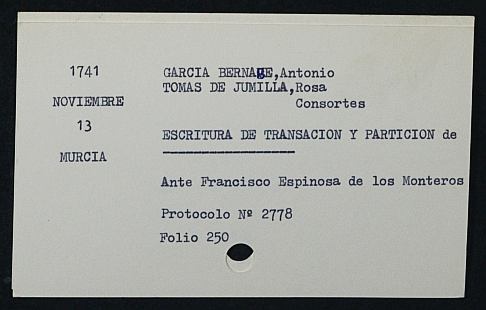 1741
NOVIEMBRE
13
MURCIA
GARCIA BERNABE, Antonio
TOMAS DE JUMILLA, Rosa
Consortes
ESCRITURA DE TRANSACION Y PARTICION de
Ante Francisco Espinosa de los Monteros
Protocolo Nº 2778
Folio 250